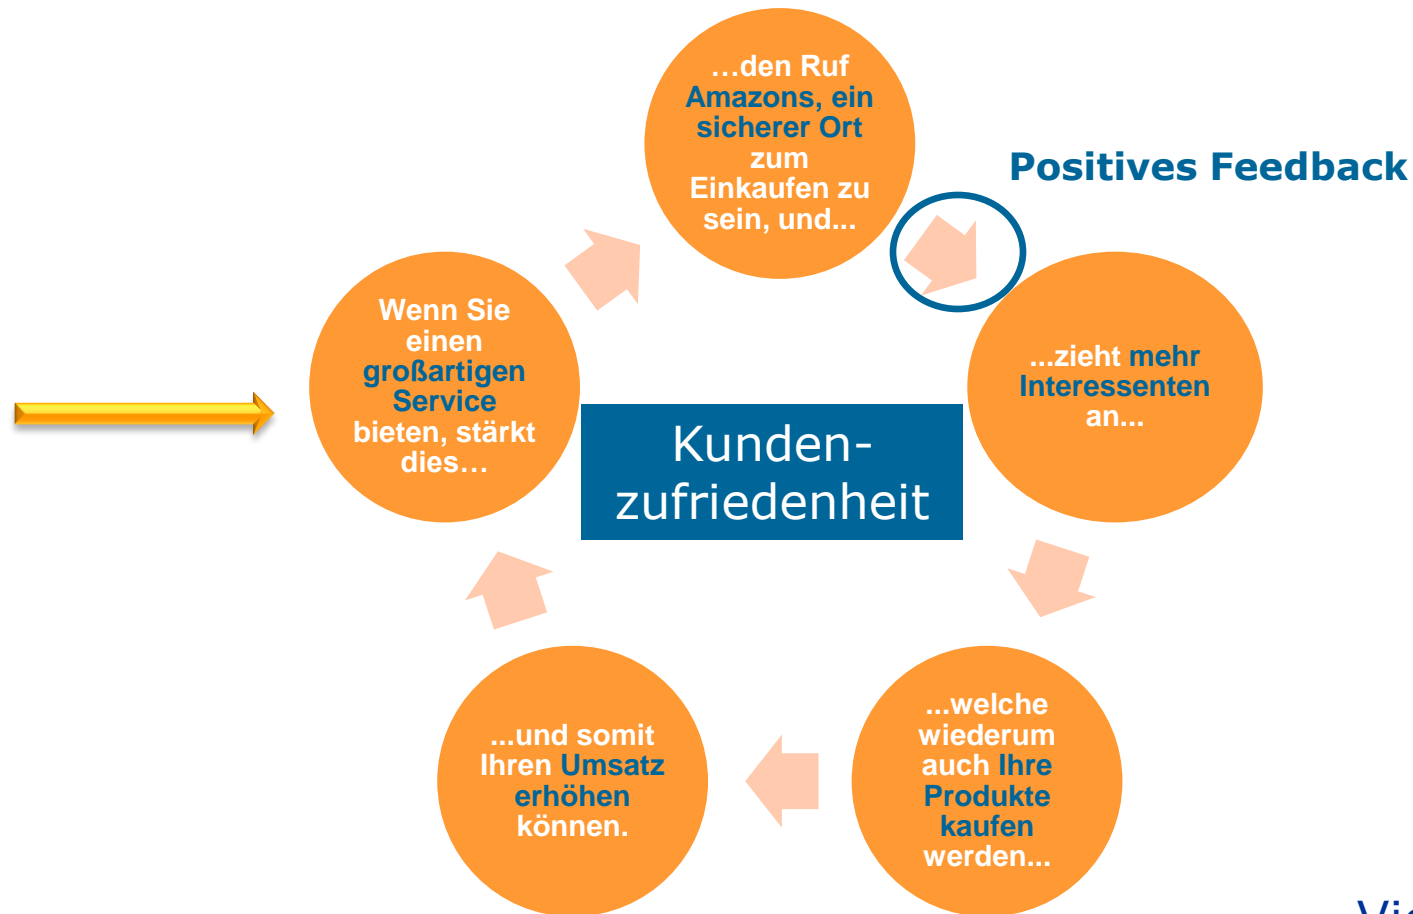 …den Ruf
Amazons, ein
sicherer Ort
zum
Einkaufen zu
sein, und...
Positives Feedback
Wenn Sie
einen
großartigen
Service
bieten, stärkt
dies…
...zieht mehr
Interessenten
an...
Kunden-
zufriedenheit
...welche
wiederum
auch Ihre
Produkte
kaufen
werden...
...und somit
Ihren Umsatz
erhöhen
können.